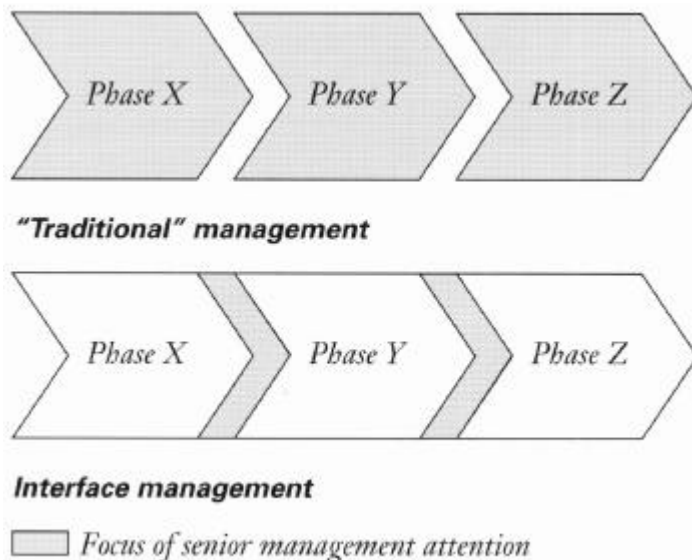 Phase X Phase Y Phase Z
"Traditional" management
Phase X Phase Y Phase Z
Interface management
Focus of senior management attention